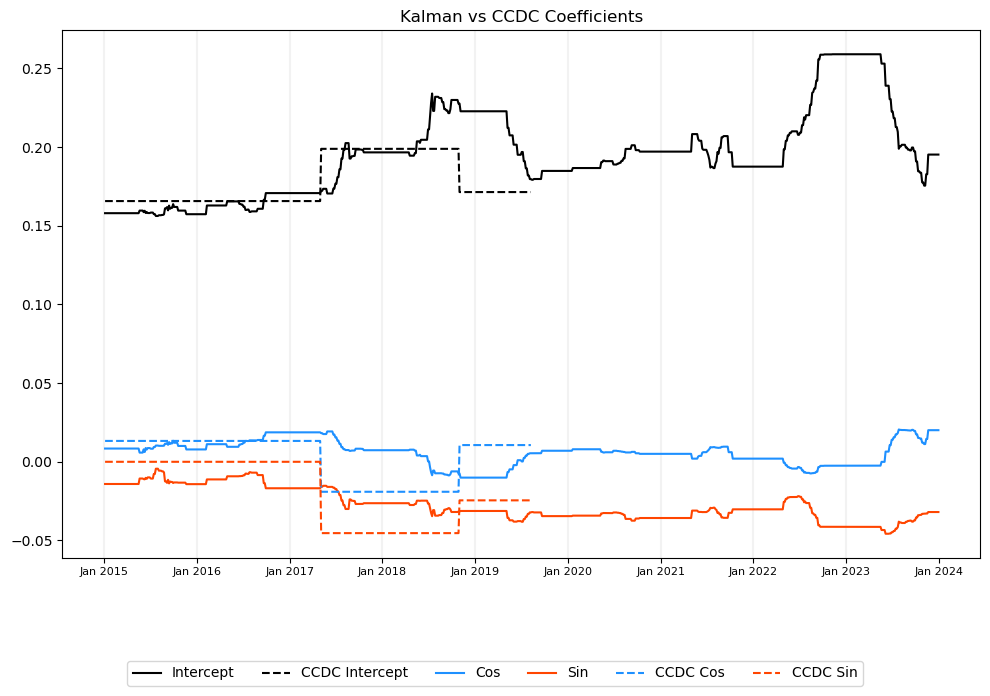 Kalman vs CCDC Coefficients
0.25
0.20
0.15
0.10
0.05
0.00
−0.05
Jan 2015 Jan 2016 Jan 2017 Jan 2018 Jan 2019 Jan 2020 Jan 2021 Jan 2022 Jan 2023 Jan 2024
Intercept CCDC Intercept Cos Sin CCDC Cos CCDC Sin